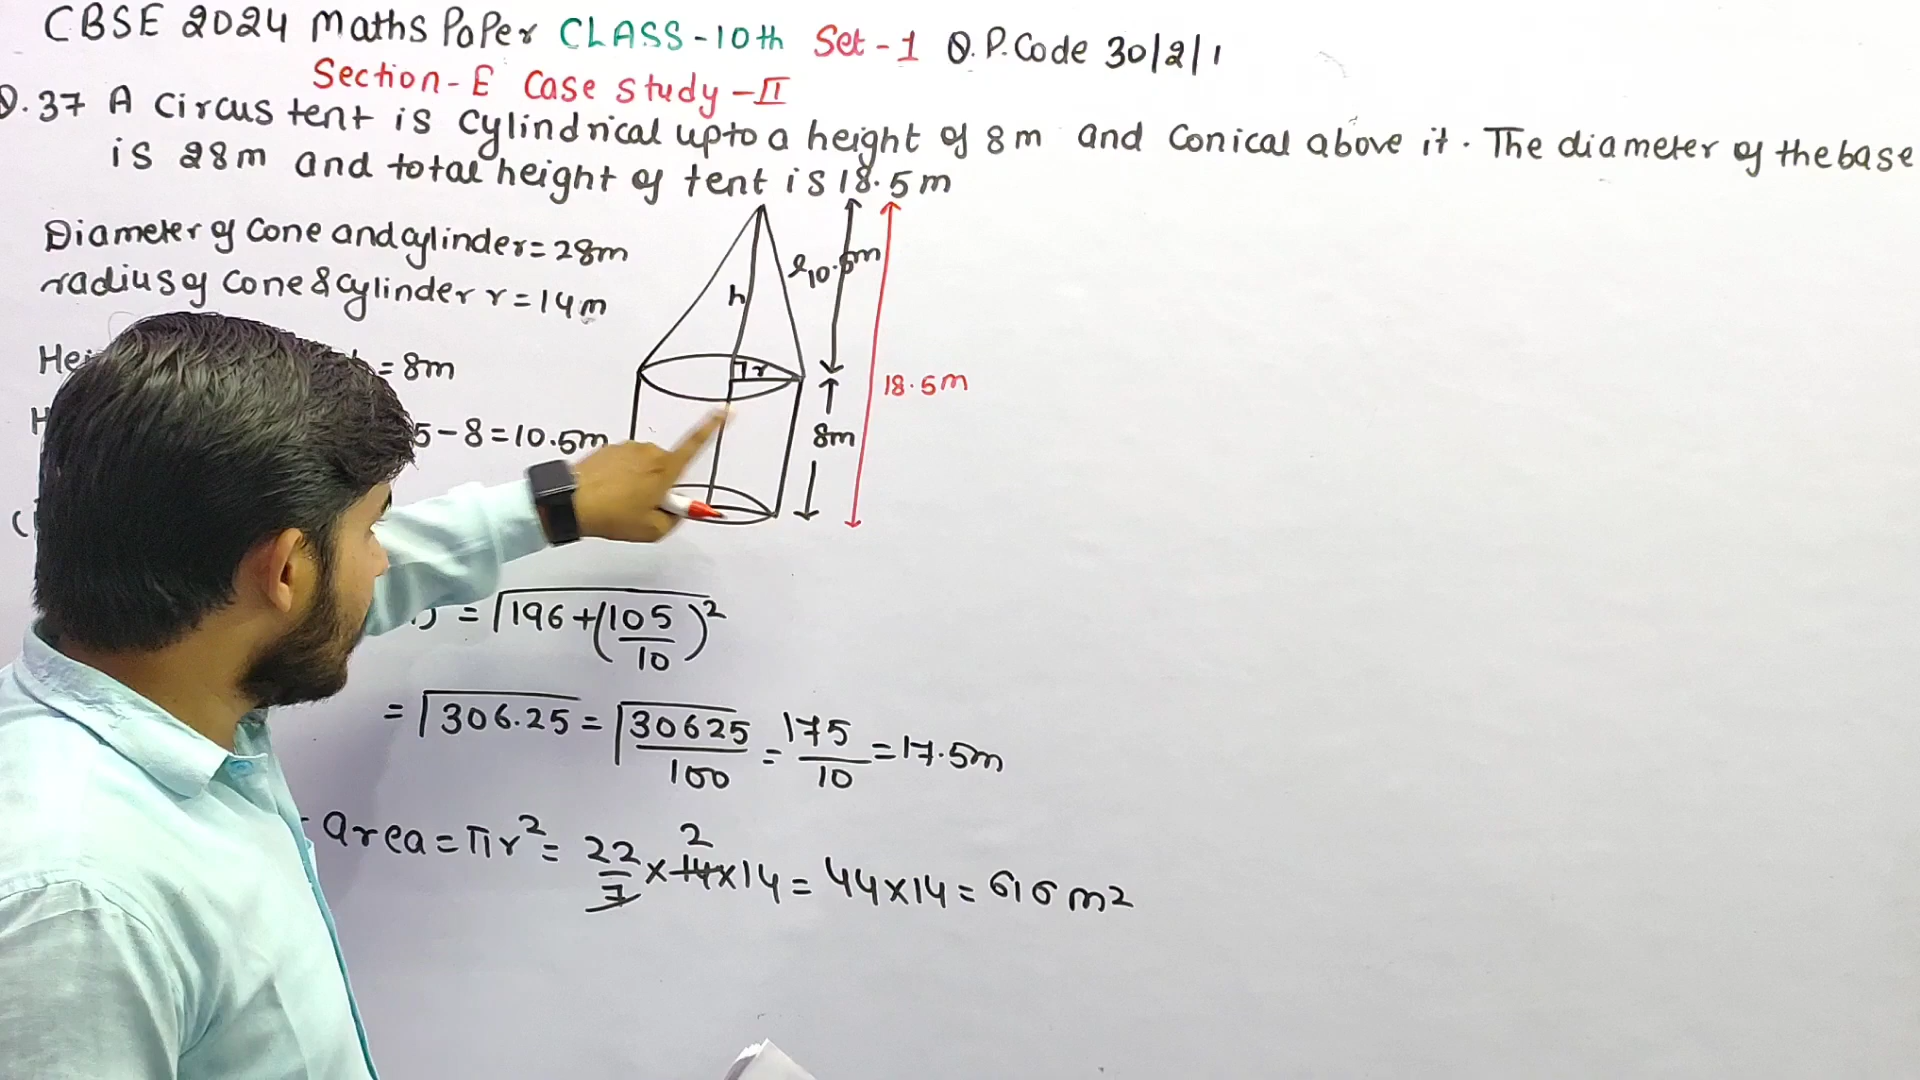 CBSE 2024 Maths Paper CLASS-10th Set-1 Q.P.Code 30/2/1
Section-E Case study-II
Q.37 A Circus tent is Cylindrical upto a height of 8m and Conical above it. The diameter of the base
is 28m and total height of tent is 18.5m
Diameter of Cone and cylinder = 28m
radius of Cone & Cylinder r = 14m
= 8m
5 - 8 = 10.5m
h
l
10.5m
r
8m
18.5m
= √196 + (105/10)²
= √306.25 = √30625/100 = 175/10 = 17.5m
area = πr² = 22/7 × 14 × 14 = 44 × 14 = 616 m²
2